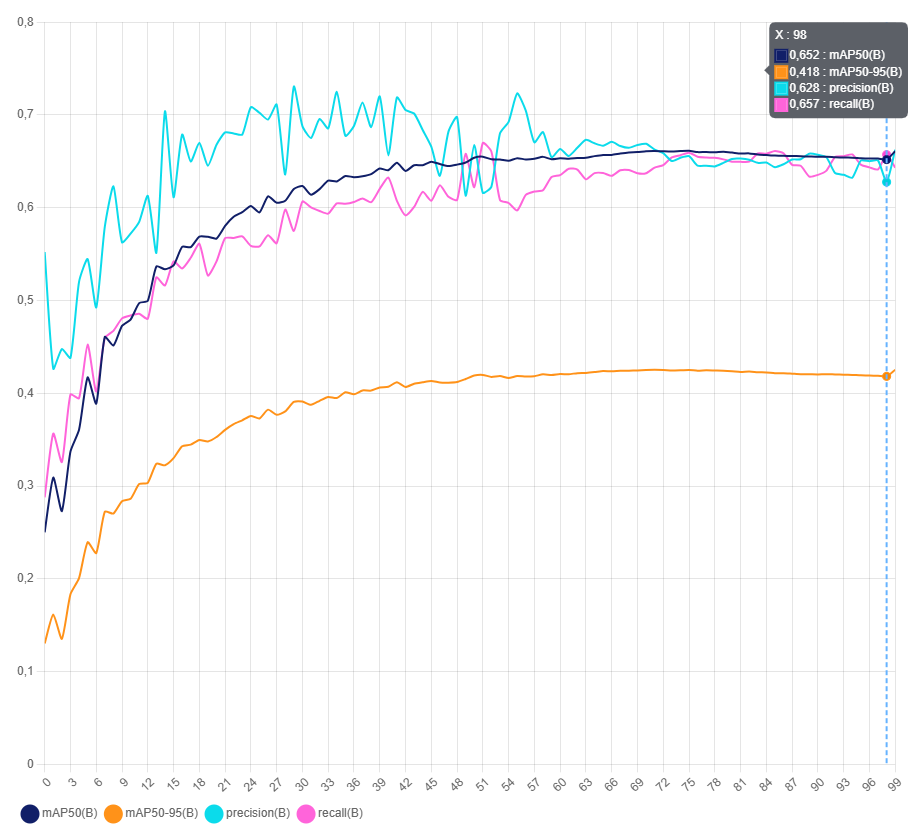 0,8
X : 98
0,652 : mAP50(B)
0,418 : mAP50-95(B)
0,628 : precision(B)
0,657 : recall(B)
0,7
0,6
0,5
0,4
0,3
0,2
0,1
0
0 3 6 9 12 15 18 21 24 27 30 33 36 39 42 45 48 51 54 57 60 63 66 69 72 75 78 81 84 87 90 93 96 99
mAP50(B) mAP50-95(B) precision(B) recall(B)